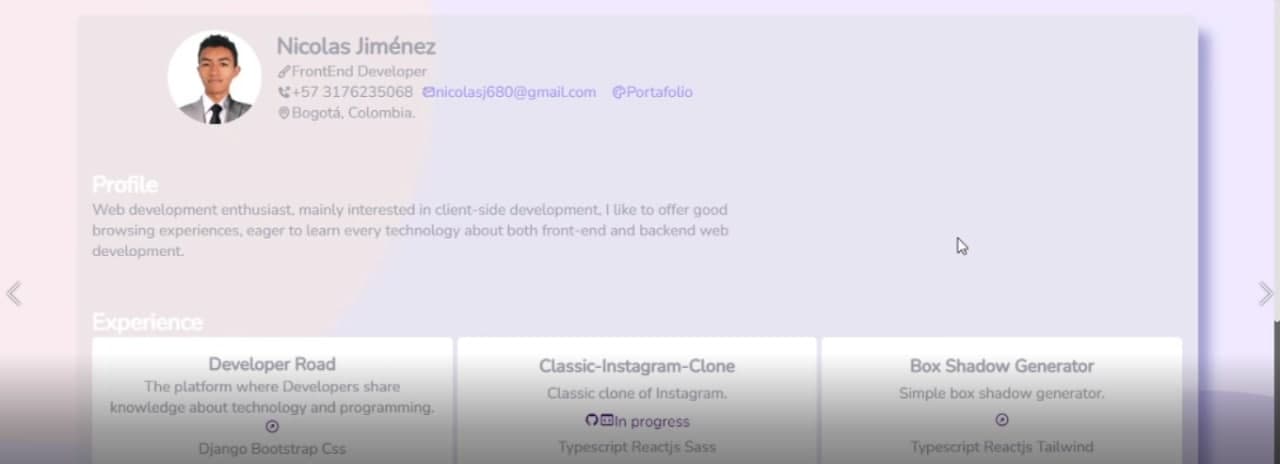 Nicolas Jiménez
FrontEnd Developer
+57 3176235068 nicolasj680@gmail.com Portafolio
Bogotá, Colombia.
Profile
Web development enthusiast, mainly interested in client-side development, I like to offer good
browsing experiences, eager to learn every technology about both front-end and backend web
development.
Experience
Developer Road
The platform where Developers share
knowledge about technology and programming.
Django Bootstrap Css
Classic-Instagram-Clone
Classic clone of Instagram.
In progress
Typescript Reactjs Sass
Box Shadow Generator
Simple box shadow generator.
Typescript Reactjs Tailwind